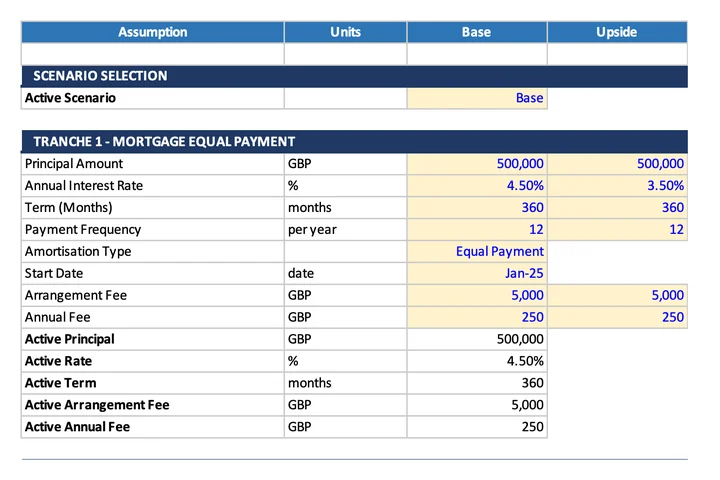 Assumption Units Base Upside
SCENARIO SELECTION
Active Scenario Base
TRANCHE 1 - MORTGAGE EQUAL PAYMENT
Principal Amount GBP 500,000 500,000
Annual Interest Rate % 4.50% 3.50%
Term (Months) months 360 360
Payment Frequency per year 12 12
Amortisation Type Equal Payment
Start Date date Jan-25
Arrangement Fee GBP 5,000 5,000
Annual Fee GBP 250 250
Active Principal GBP 500,000
Active Rate % 4.50%
Active Term months 360
Active Arrangement Fee GBP 5,000
Active Annual Fee GBP 250